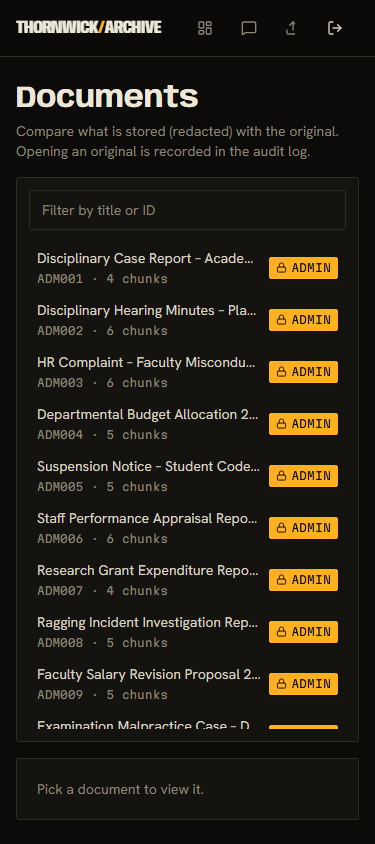 THORNWICK/ARCHIVE
Documents
Compare what is stored (redacted) with the original.
Opening an original is recorded in the audit log.
Filter by title or ID
Disciplinary Case Report – Acade...
ADM001 · 4 chunks
ADMIN
Disciplinary Hearing Minutes – Pla...
ADM002 · 6 chunks
ADMIN
HR Complaint – Faculty Miscondu...
ADM003 · 6 chunks
ADMIN
Departmental Budget Allocation 2...
ADM004 · 5 chunks
ADMIN
Suspension Notice – Student Code...
ADM005 · 5 chunks
ADMIN
Staff Performance Appraisal Repo...
ADM006 · 6 chunks
ADMIN
Research Grant Expenditure Repo...
ADM007 · 4 chunks
ADMIN
Ragging Incident Investigation Rep...
ADM008 · 5 chunks
ADMIN
Faculty Salary Revision Proposal 2...
ADM009 · 5 chunks
ADMIN
Examination Malpractice Case – D...
Pick a document to view it.